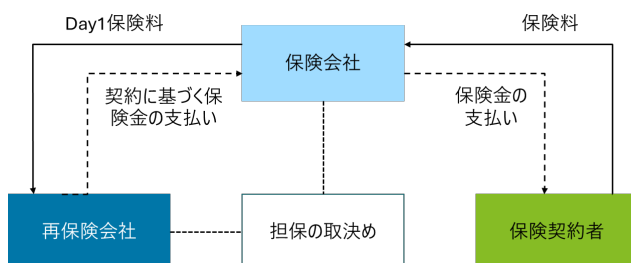 Day1保険料
保険料
保険会社
契約に基づく保
険金の支払い
保険金の
支払い
再保険会社
担保の取決め
保険契約者